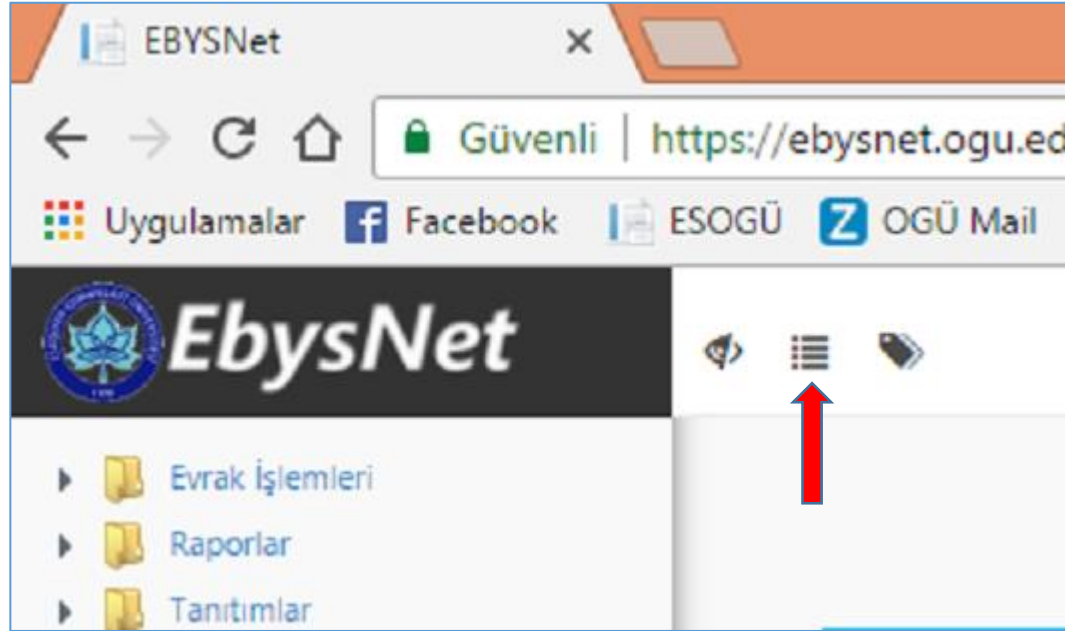 EBYSNet
Güvenli | https://ebysnet.ogu.ed
Uygulamalar Facebook ESOGÜ Z OGÜ Mail
EbysNet
Evrak İşlemleri
Raporlar
Tanıtımlar